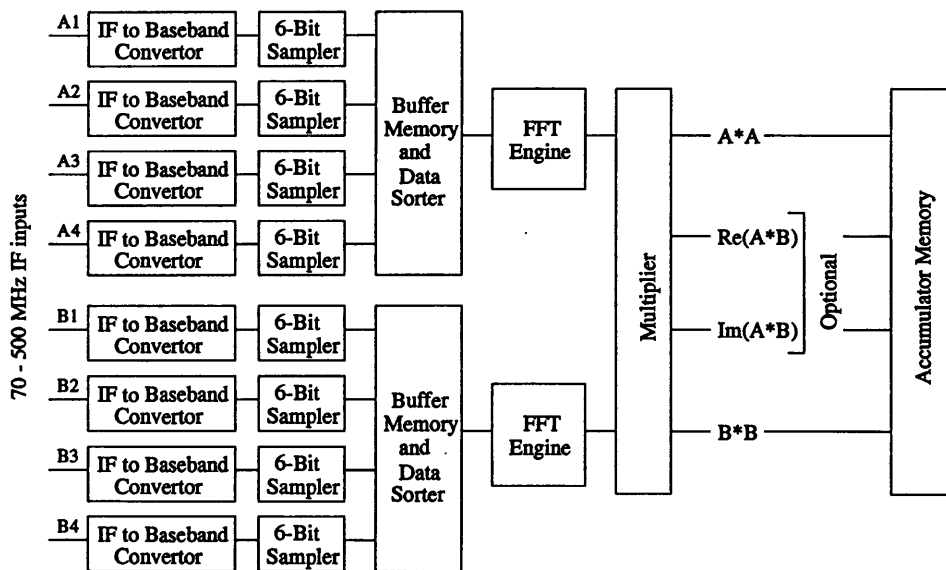 70 - 500 MHz IF inputs
A1
IF to Baseband
Convertor
6-Bit
Sampler
A2
IF to Baseband
Convertor
6-Bit
Sampler
A3
IF to Baseband
Convertor
6-Bit
Sampler
A4
IF to Baseband
Convertor
6-Bit
Sampler
Buffer
Memory
and
Data
Sorter
FFT
Engine
B1
IF to Baseband
Convertor
6-Bit
Sampler
B2
IF to Baseband
Convertor
6-Bit
Sampler
B3
IF to Baseband
Convertor
6-Bit
Sampler
B4
IF to Baseband
Convertor
6-Bit
Sampler
Buffer
Memory
and
Data
Sorter
FFT
Engine
Multiplier
A*A
Re(A*B)
Im(A*B)
B*B
Optional
Accumulator Memory